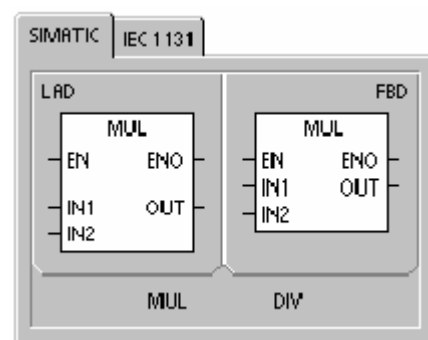 SIMATIC IEC 1131
LAD FBD
MUL MUL
EN ENO EN ENO
IN1 OUT IN1 OUT
IN2 IN2
MUL DIV